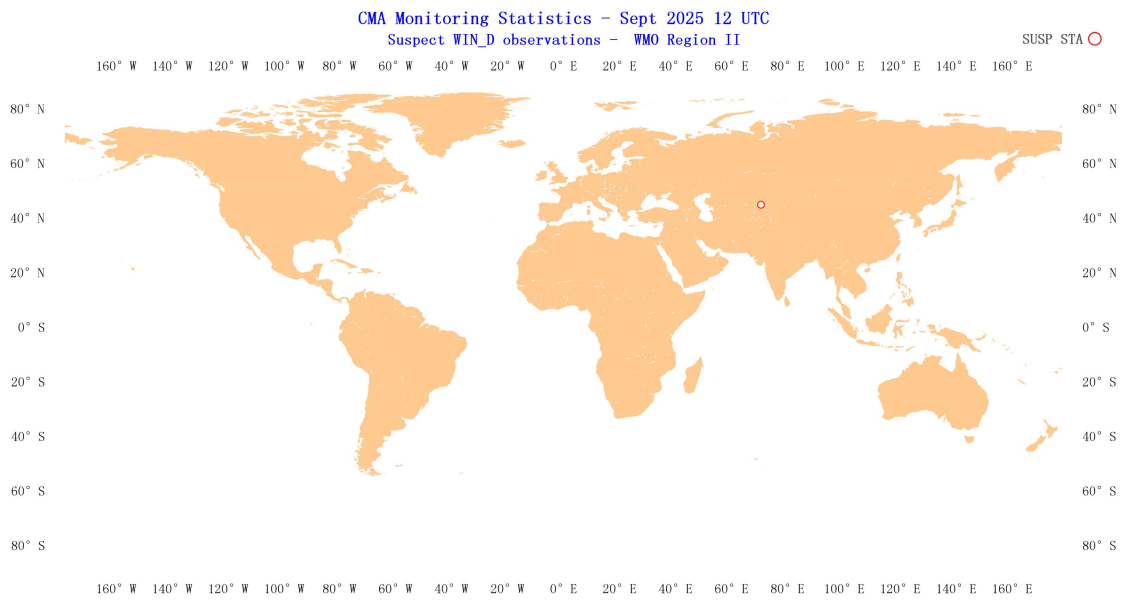 CMA Monitoring Statistics - Sept 2025 12 UTC
Suspect WIN_D observations - WMO Region II
SUSP STA
160° W 140° W 120° W 100° W 80° W 60° W 40° W 20° W 0° E 20° E 40° E 60° E 80° E 100° E 120° E 140° E 160° E
80° N 80° N
60° N 60° N
40° N 40° N
20° N 20° N
0° S 0° S
20° S 20° S
40° S 40° S
60° S 60° S
80° S 80° S
160° W 140° W 120° W 100° W 80° W 60° W 40° W 20° W 0° E 20° E 40° E 60° E 80° E 100° E 120° E 140° E 160° E